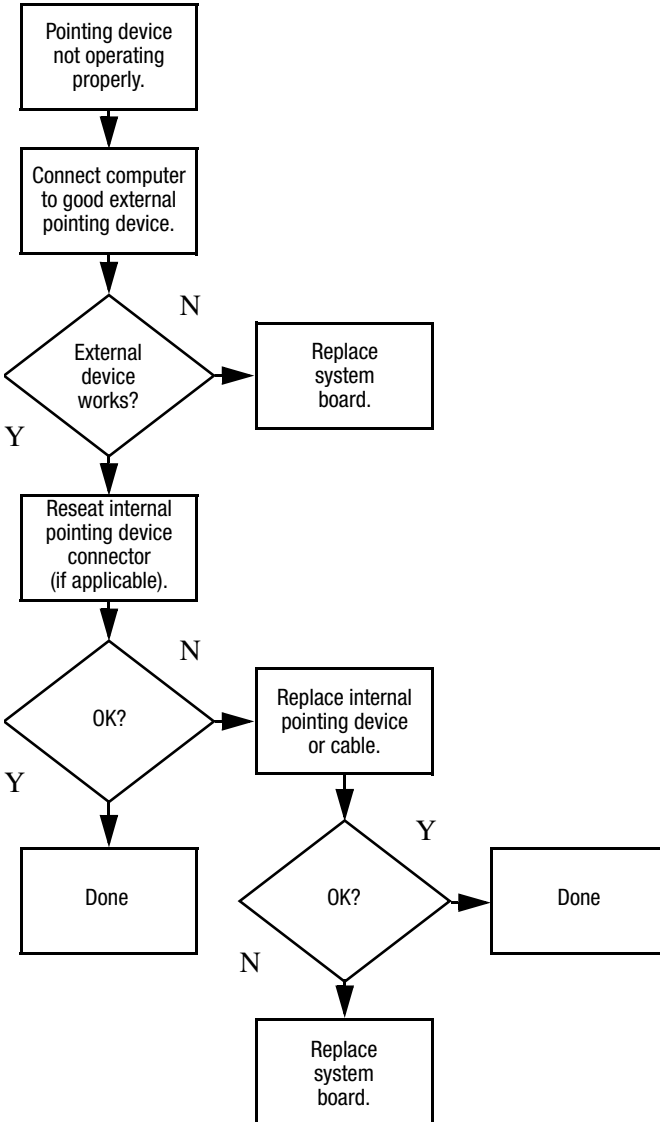 Pointing device
not operating
properly.
Connect computer
to good external
pointing device.
N
External
device
works?
Replace
system
board.
Y
Reseat internal
pointing device
connector
(if applicable).
N
OK?
Replace internal
pointing device
or cable.
Y
Y
Done
OK?
Done
N
Replace
system
board.